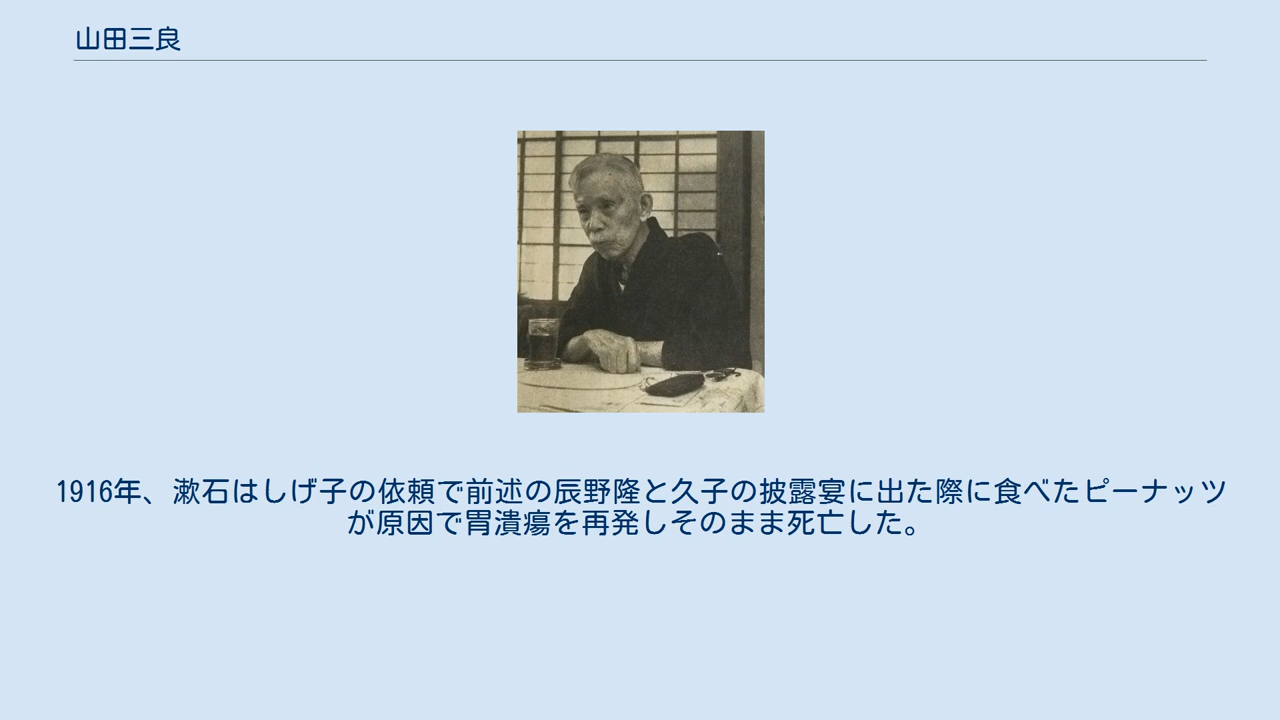 山田三良
1916年、漱石はしげ子の依頼で前述の辰野隆と久子の披露宴に出た際に食べたピーナッツ
が原因で胃潰瘍を再発しそのまま死亡した。